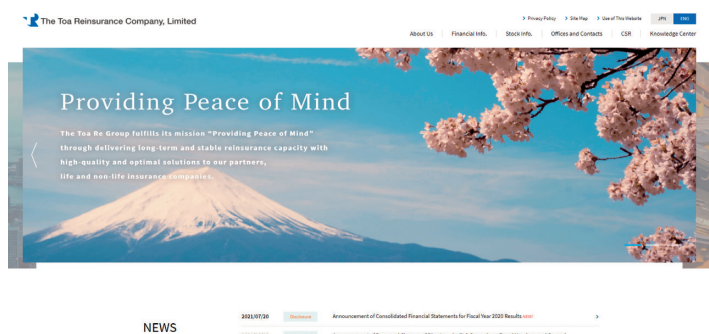 The Toa Reinsurance Company, Limited
Privacy Policy
Site Map
Use of This Website
JPN
ENG
About Us
Financial Info.
Stock Info.
Offices and Contacts
CSR
Knowledge Center
Providing Peace of Mind
The Toa Re Group fulfills its mission "Providing Peace of Mind"
through delivering long-term and stable reinsurance capacity with
high-quality and optimal solutions to our partners,
life and non-life insurance companies.
NEWS
2021/07/20
Disclosure
Announcement of Consolidated Financial Statements for Fiscal Year 2020 Results NEW!